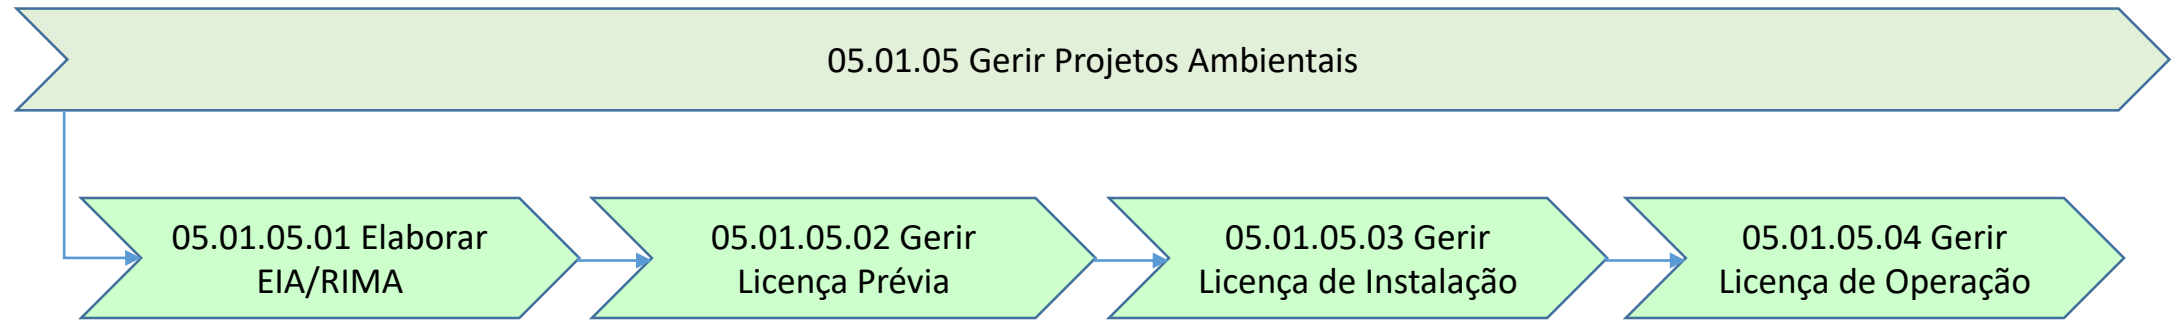 05.01.05 Gerir Projetos Ambientais
05.01.05.01 Elaborar
EIA/RIMA
05.01.05.02 Gerir
Licença Prévia
05.01.05.03 Gerir
Licença de Instalação
05.01.05.04 Gerir
Licença de Operação